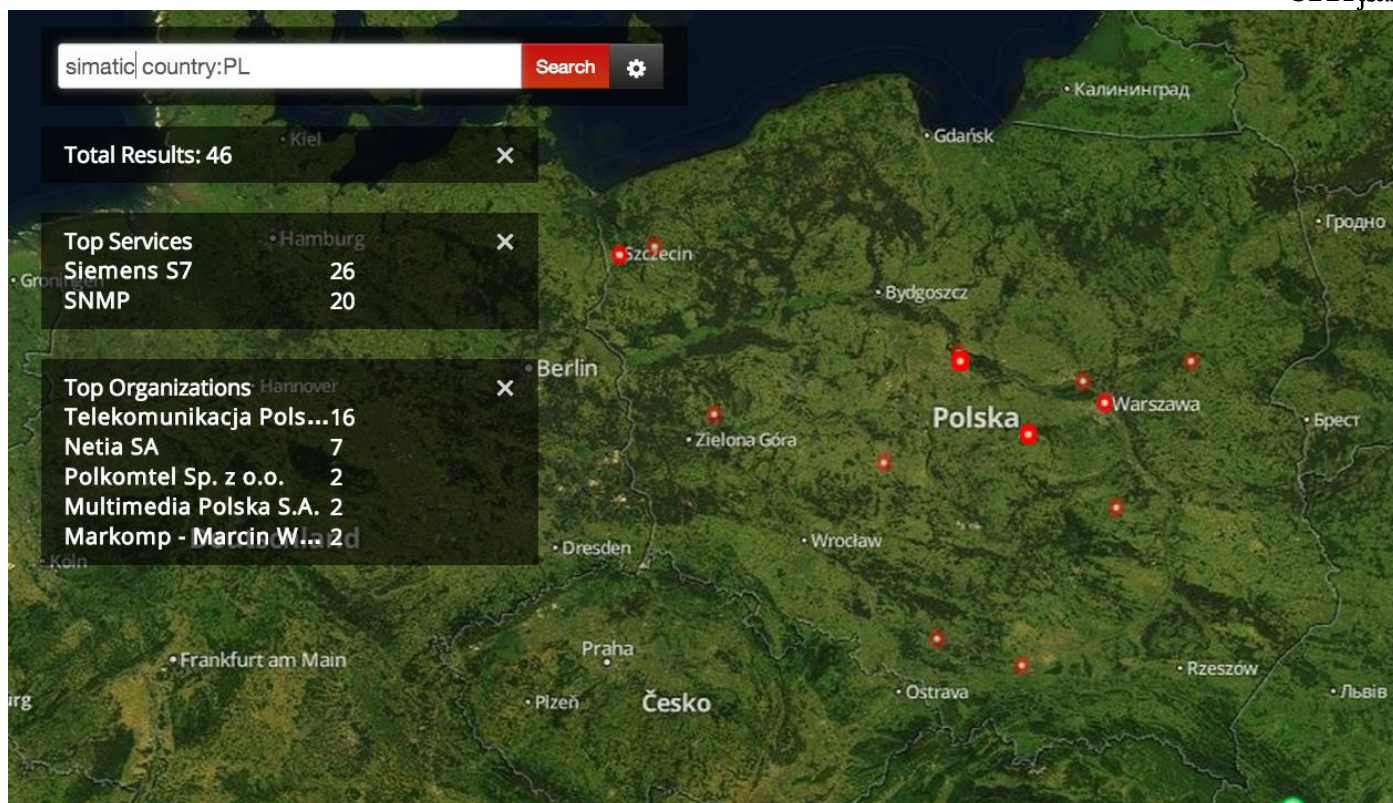 simatic country:PL
Search
Total Results: 46
Top Services
Siemens S7 26
SNMP 20
Top Organizations
Telekomunikacja Pols...16
Netia SA 7
Polkomtel Sp. z o.o. 2
Multimedia Polska S.A. 2
Markomp - Marcin W... 2
Kiel
Калининград
Gdańsk
Гродно
Hamburg
Szczecin
Groningen
Bydgoszcz
Berlin
Hannover
Warszawa
Polska
Брест
Zielona Góra
Deutschland
Dresden
Wrocław
Köln
Praha
Frankfurt am Main
Rzeszów
Ostrava
Львів
Plzeň
Česko